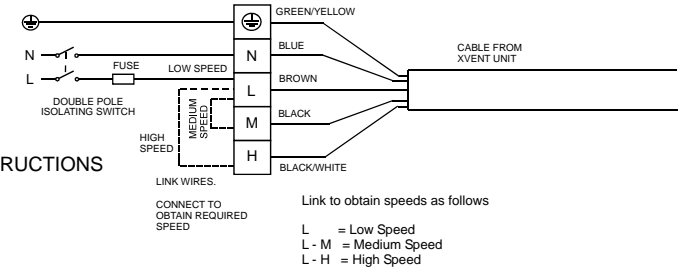 GREEN/YELLOW
N
N
BLUE
CABLE FROM
XVENT UNIT
L
FUSE
LOW SPEED
L
BROWN
DOUBLE POLE
ISOLATING SWITCH
MEDIUM
SPEED
M
BLACK
HIGH
SPEED
H
BLACK/WHITE
RUCTIONS
LINK WIRES.
CONNECT TO
OBTAIN REQUIRED
SPEED
Link to obtain speeds as follows
L = Low Speed
L - M = Medium Speed
L - H = High Speed